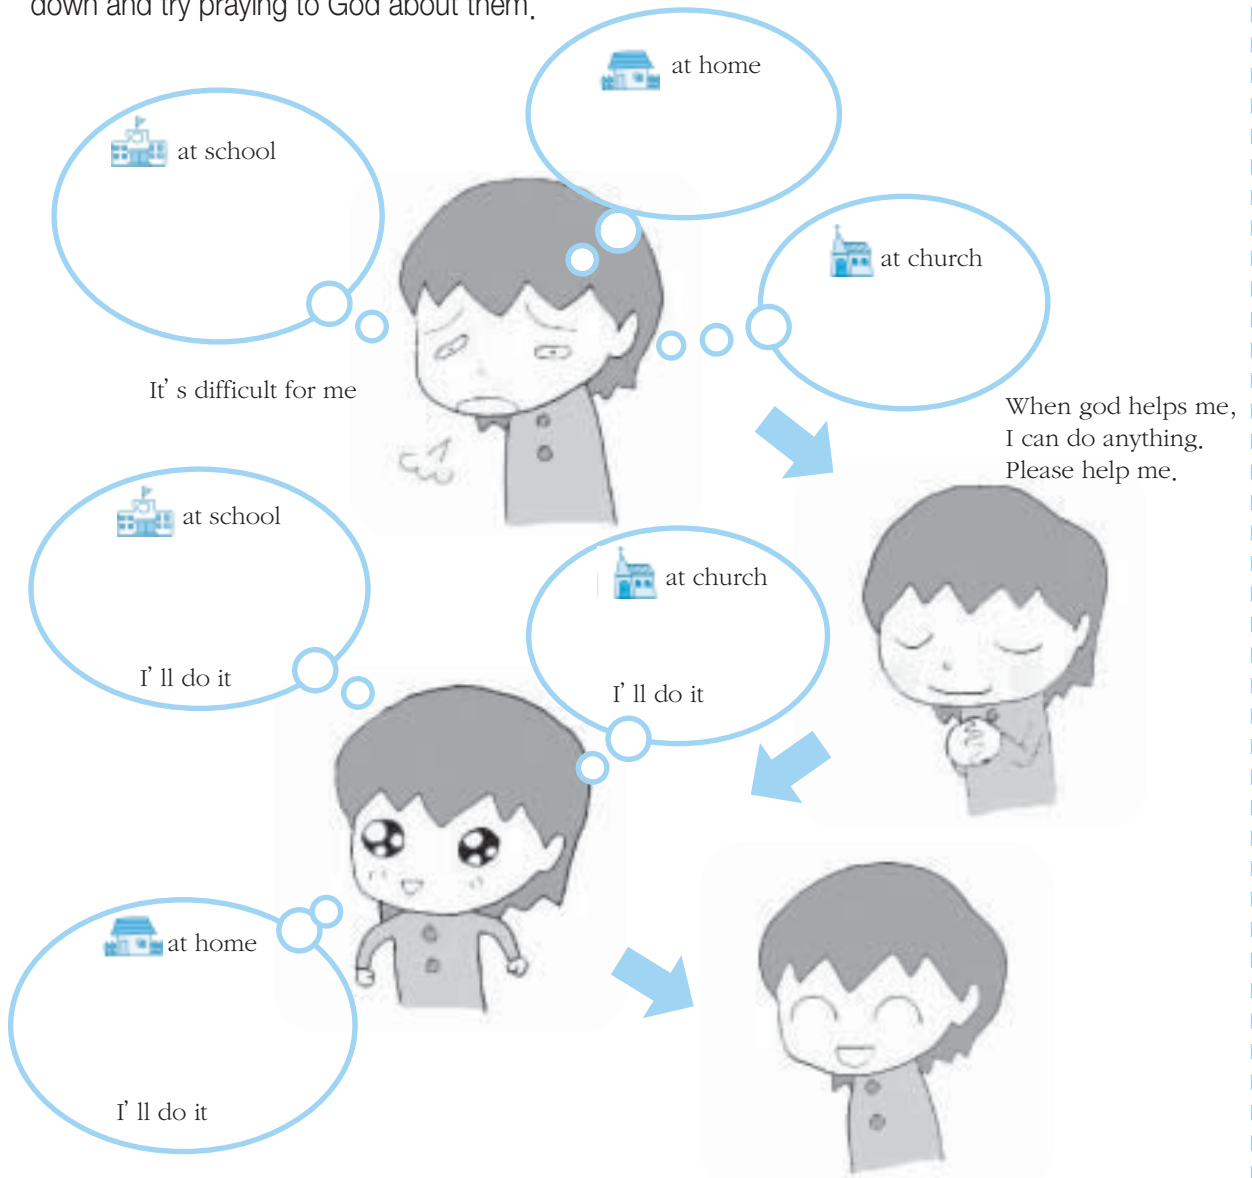 down and try praying to God about them.
at home
at school
at church
It's difficult for me
When god helps me,
I can do anything.
Please help me.
at school
I'll do it
at church
I'll do it
at home
I'll do it